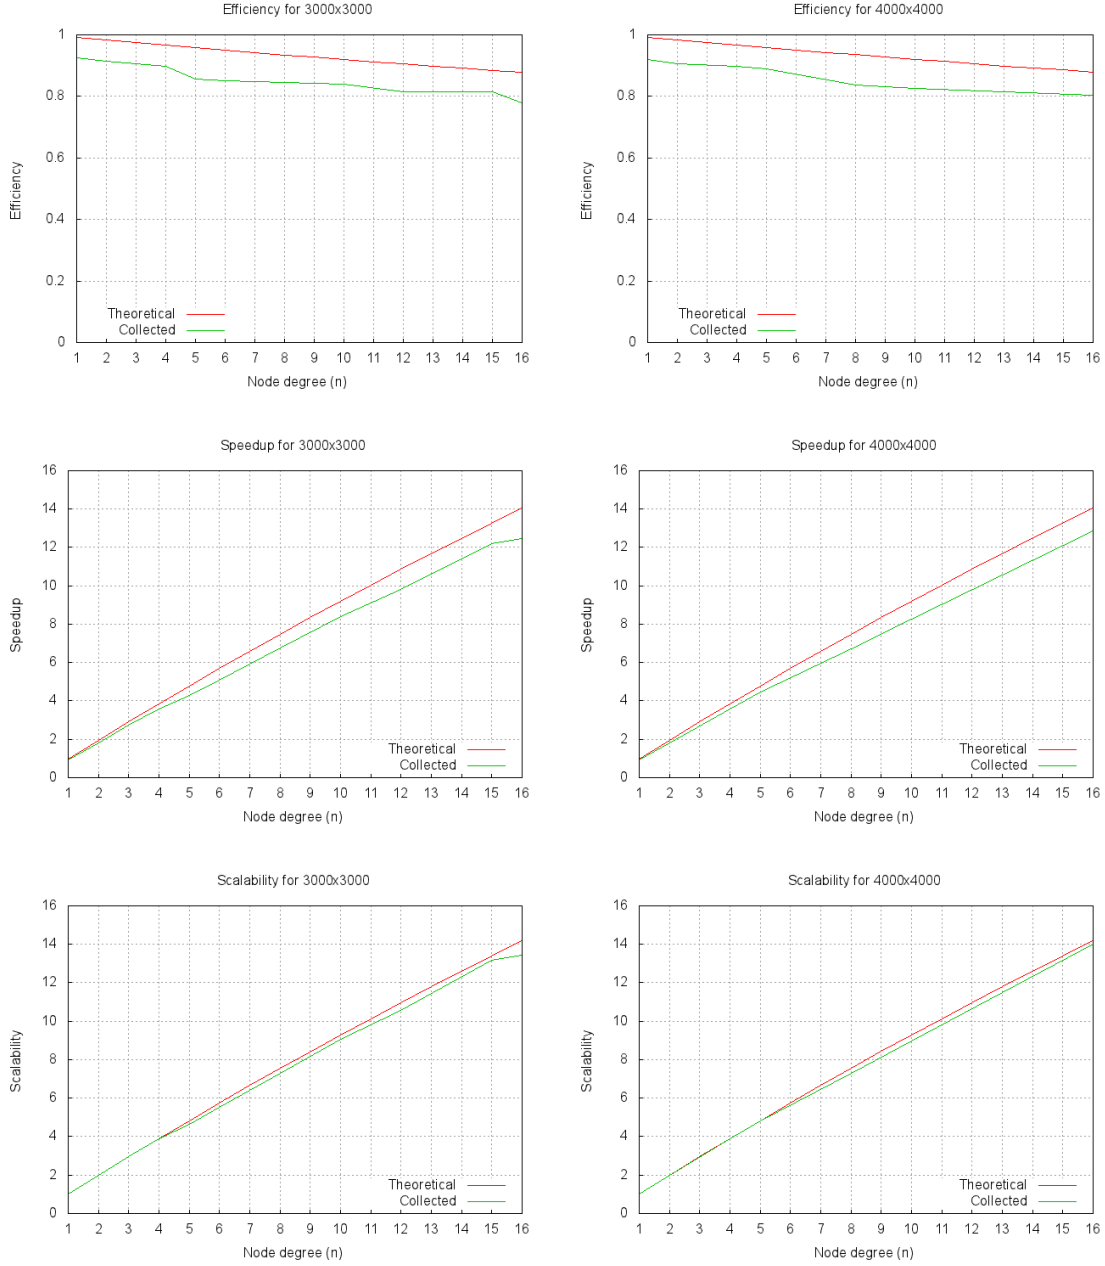 Efficiency for 3000x3000
1
0.8
0.6
0.4
0.2
0
Efficiency
Theoretical
Collected
1 2 3 4 5 6 7 8 9 10 11 12 13 14 15 16
Node degree (n)
Efficiency for 4000x4000
1
0.8
0.6
0.4
0.2
0
Efficiency
Theoretical
Collected
1 2 3 4 5 6 7 8 9 10 11 12 13 14 15 16
Node degree (n)
Speedup for 3000x3000
16
14
12
10
8
6
4
2
0
Speedup
Theoretical
Collected
1 2 3 4 5 6 7 8 9 10 11 12 13 14 15 16
Node degree (n)
Speedup for 4000x4000
16
14
12
10
8
6
4
2
0
Speedup
Theoretical
Collected
1 2 3 4 5 6 7 8 9 10 11 12 13 14 15 16
Node degree (n)
Scalability for 3000x3000
16
14
12
10
8
6
4
2
0
Scalability
Theoretical
Collected
1 2 3 4 5 6 7 8 9 10 11 12 13 14 15 16
Node degree (n)
Scalability for 4000x4000
16
14
12
10
8
6
4
2
0
Scalability
Theoretical
Collected
1 2 3 4 5 6 7 8 9 10 11 12 13 14 15 16
Node degree (n)